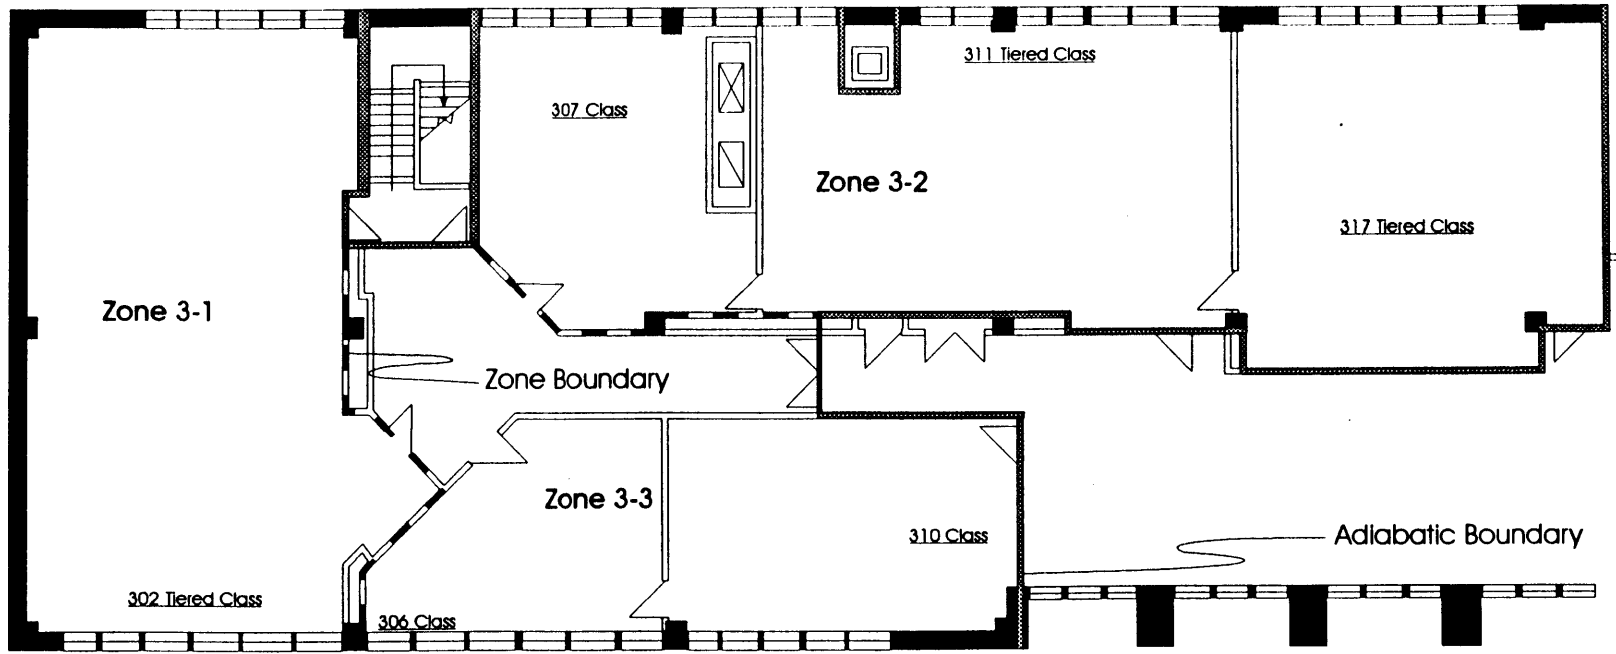 311 Tiered Class
307 Class
Zone 3-2
317 Tiered Class
Zone 3-1
Zone Boundary
Zone 3-3
310 Class
Adiabatic Boundary
302 Tiered Class
306 Class